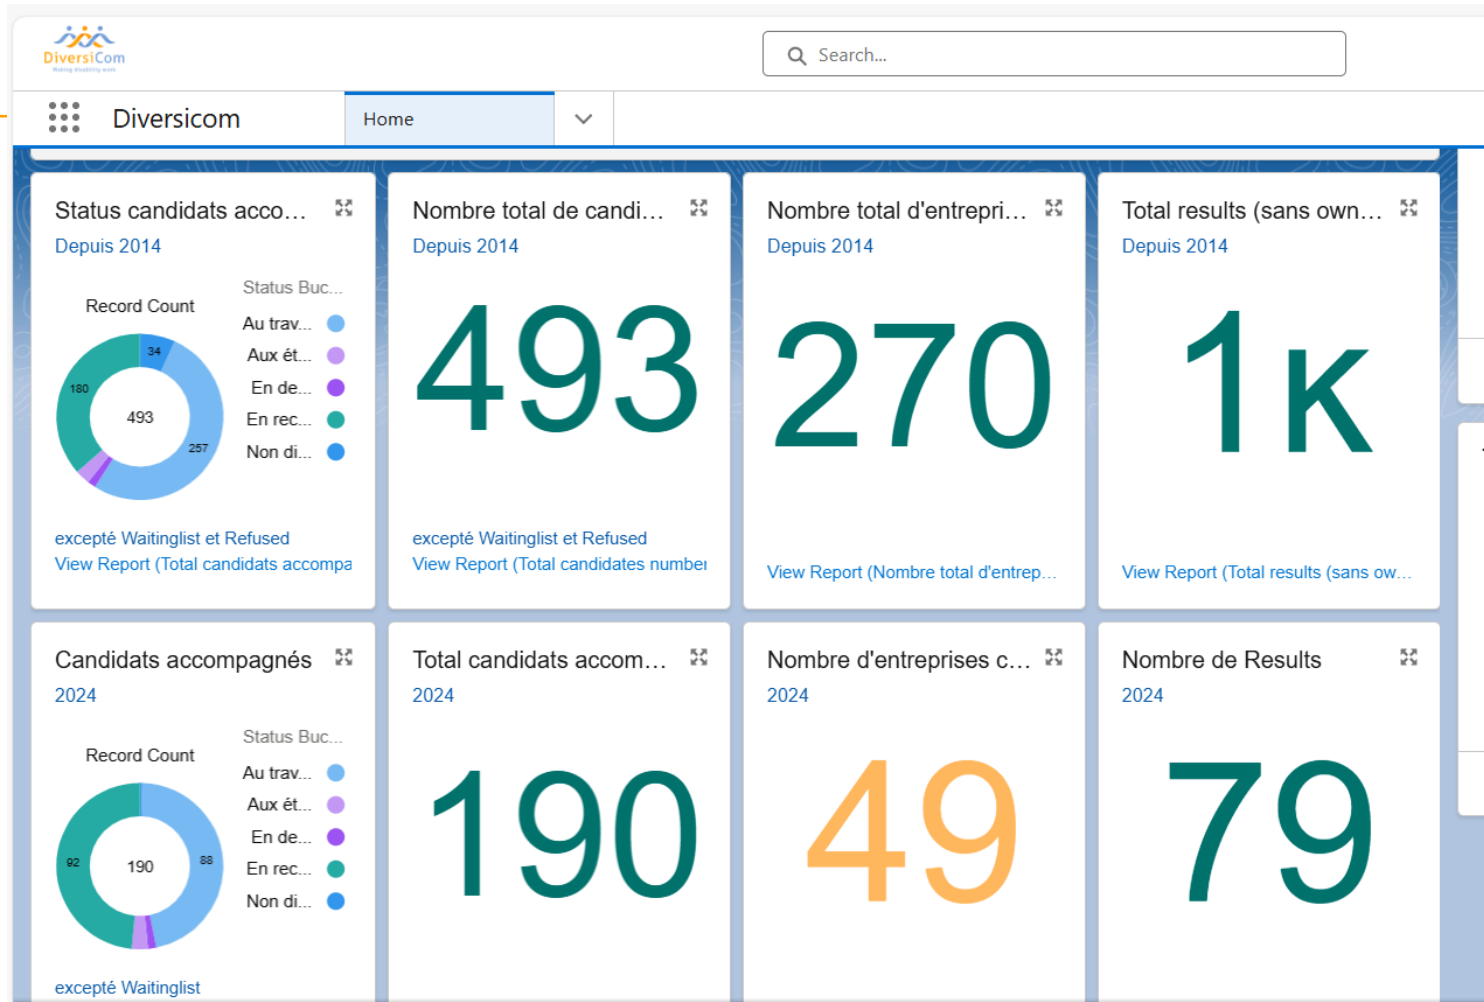 DiversiCom
Making disability work
Search...
Diversicom
Home
Status candidats acco...
Depuis 2014
Record Count
Status Buc...
Au trav...
Aux ét...
En de...
En rec...
Non di...
34
180
493
257
excepté Waitinglist et Refused
View Report (Total candidats accompa
Nombre total de candi...
Depuis 2014
493
excepté Waitinglist et Refused
View Report (Total candidates number
Nombre total d'entrepri...
Depuis 2014
270
View Report (Nombre total d'entrep...
Total results (sans own...
Depuis 2014
1K
View Report (Total results (sans ow...
Candidats accompagnés
2024
Record Count
Status Buc...
Au trav...
Aux ét...
En de...
En rec...
Non di...
92
190
88
excepté Waitinglist
Total candidats accom...
2024
190
Nombre d'entreprises c...
2024
49
Nombre de Results
2024
79